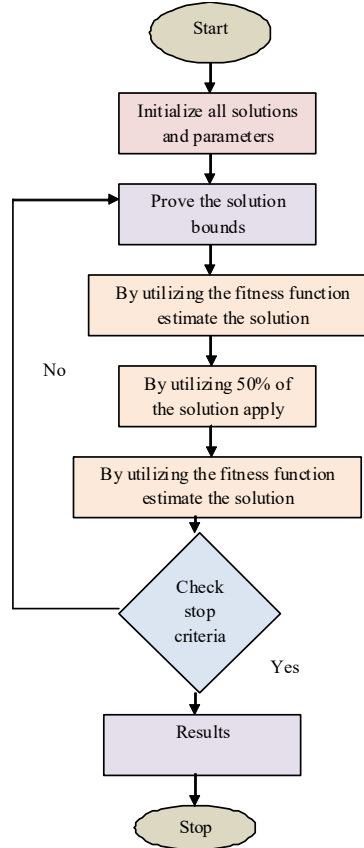 Start
Initialize all solutions
and parameters
Prove the solution
bounds
By utilizing the fitness function
estimate the solution
No
By utilizing 50% of
the solution apply
By utilizing the fitness function
estimate the solution
Check
stop
criteria
Yes
Results
Stop